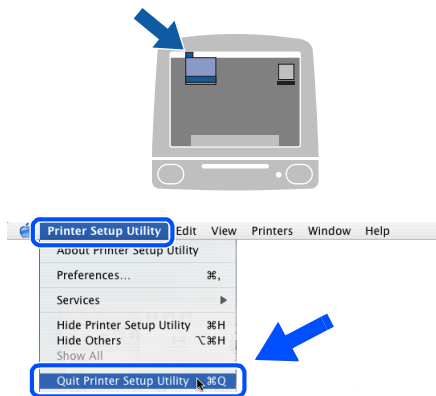 Printer Setup Utility Edit View Printers Window Help
About Printer Setup Utility
Preferences... ⌘,
Services ▶
Hide Printer Setup Utility ⌘H
Hide Others ⌥⌘H
Show All
Quit Printer Setup Utility ⌘Q